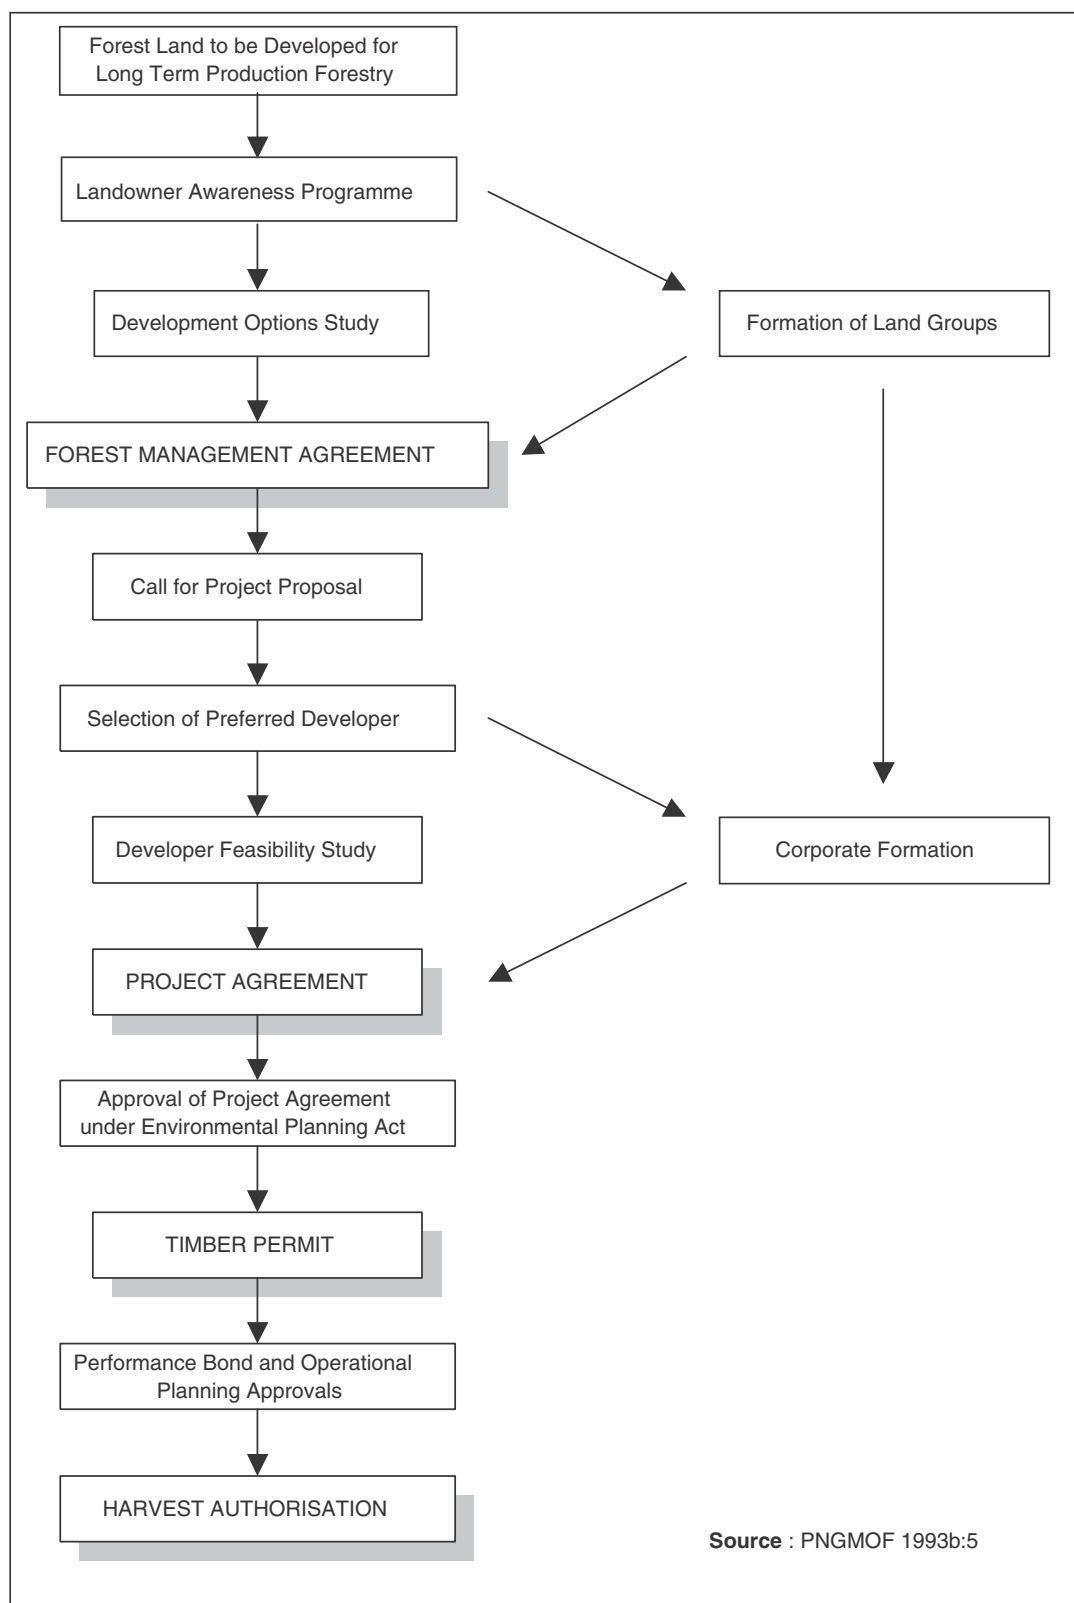 Forest Land to be Developed for
Long Term Production Forestry
Landowner Awareness Programme
Development Options Study
Formation of Land Groups
FOREST MANAGEMENT AGREEMENT
Call for Project Proposal
Selection of Preferred Developer
Developer Feasibility Study
Corporate Formation
PROJECT AGREEMENT
Approval of Project Agreement
under Environmental Planning Act
TIMBER PERMIT
Performance Bond and Operational
Planning Approvals
HARVEST AUTHORISATION
Source : PNGMOF 1993b:5